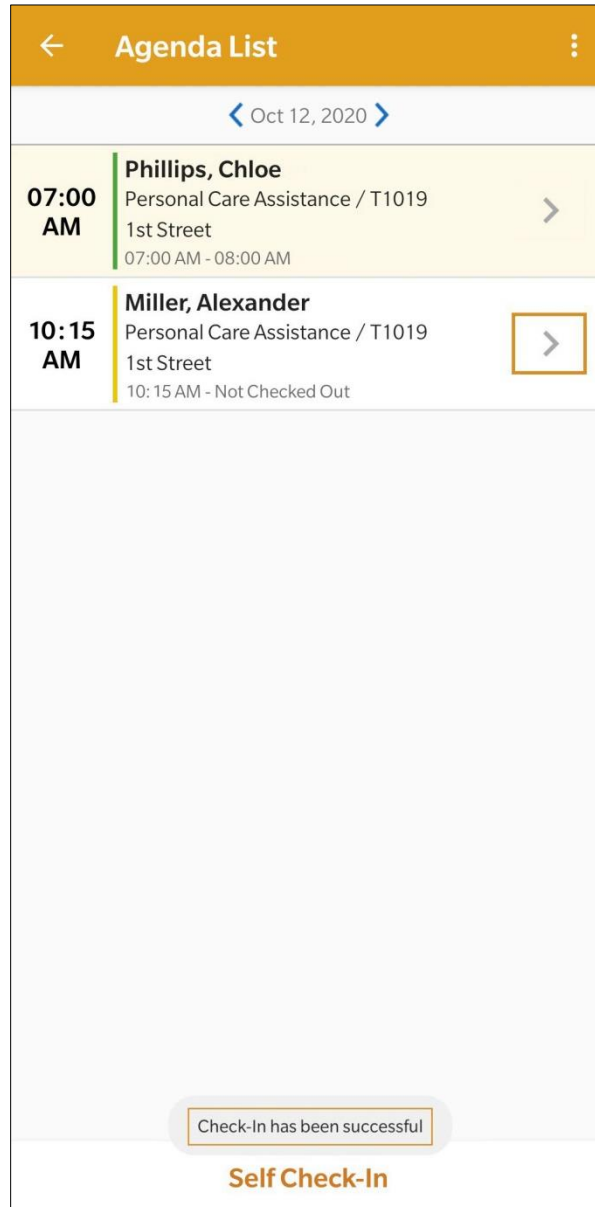 Agenda List
Oct 12, 2020
07:00
AM
Phillips, Chloe
Personal Care Assistance / T1019
1st Street
07:00 AM - 08:00 AM
10:15
AM
Miller, Alexander
Personal Care Assistance / T1019
1st Street
10:15 AM - Not Checked Out
Check-In has been successful
Self Check-In